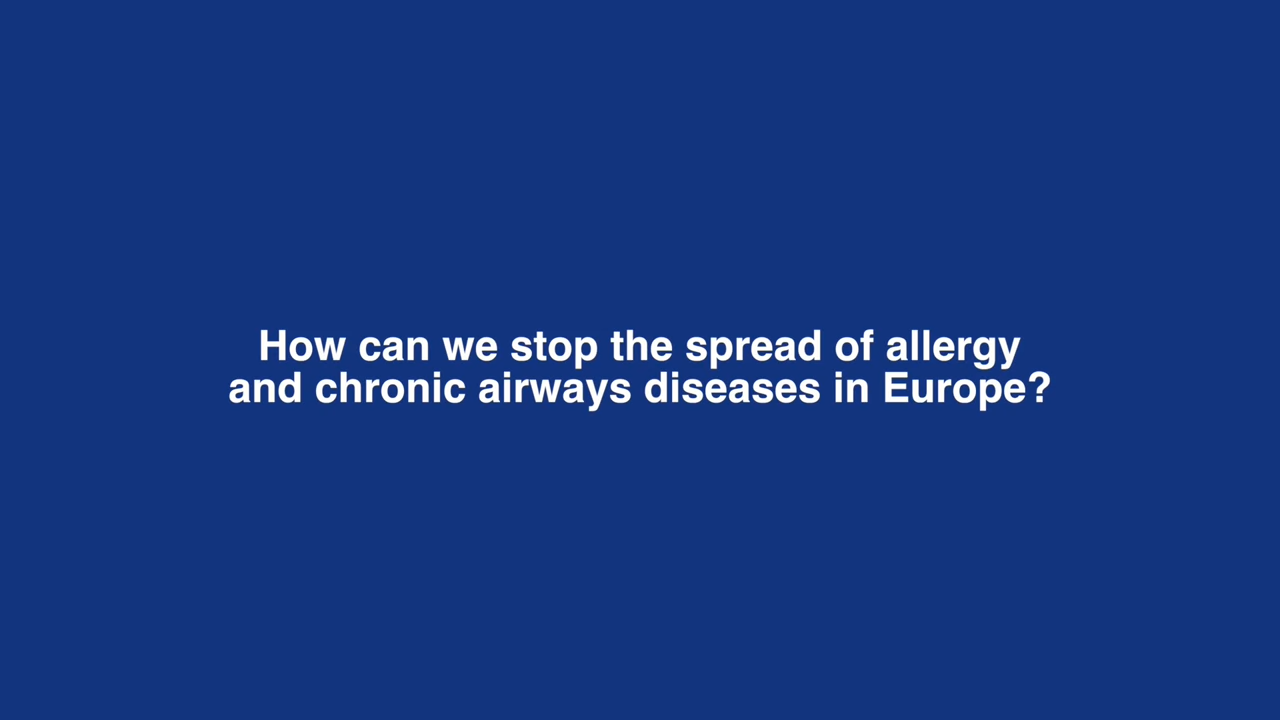 How can we stop the spread of allergy
and chronic airways diseases in Europe?